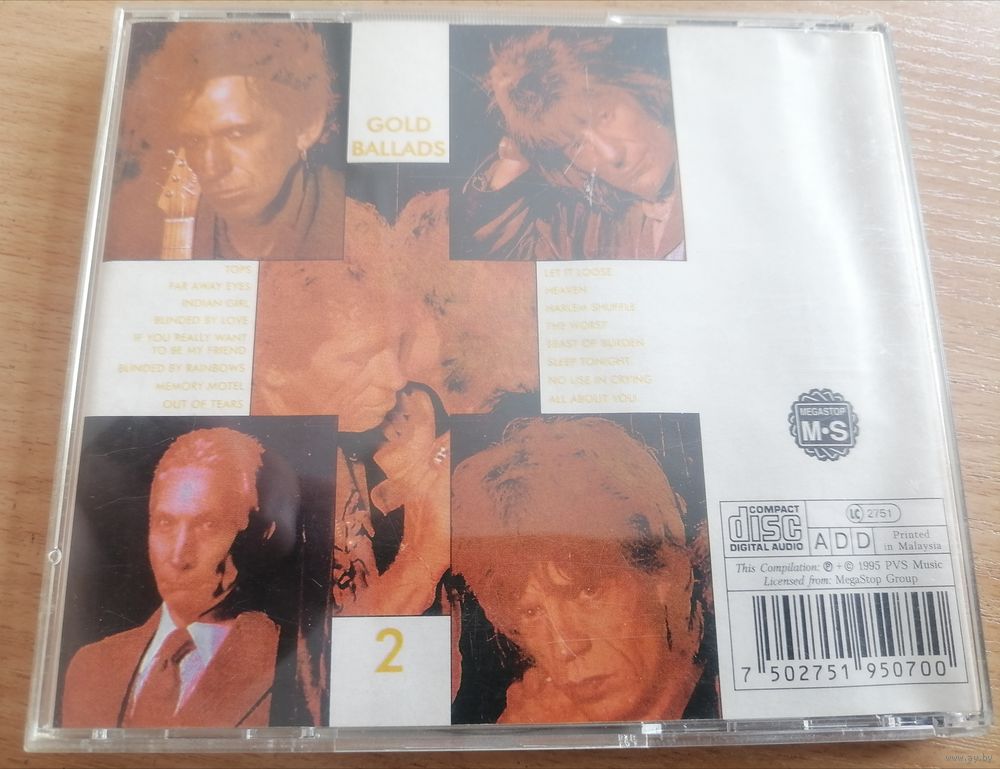 GOLD
BALLADS
TOPS
FAR AWAY EYES
INDIAN GIRL
BLINDED BY LOVE
IF YOU REALLY WANT
TO BE MY FRIEND
BLINDED BY RAINBOWS
MEMORY MOTEL
OUT OF TEARS
LET IT LOOSE
HEAVEN
HARLEM SHUFFLE
THE WORST
BEAST OF BURDEN
SLEEP TONIGHT
NO USE IN CRYING
ALL ABOUT YOU
2
MEGASTOP
M•S
COMPACT
disc
DIGITAL AUDIO
ADD
LC 2751
Printed
in Malaysia
This Compilation: ℗ + © 1995 PVS Music
Licensed from: MegaStop Group
7 502751 950700
www.ay.by